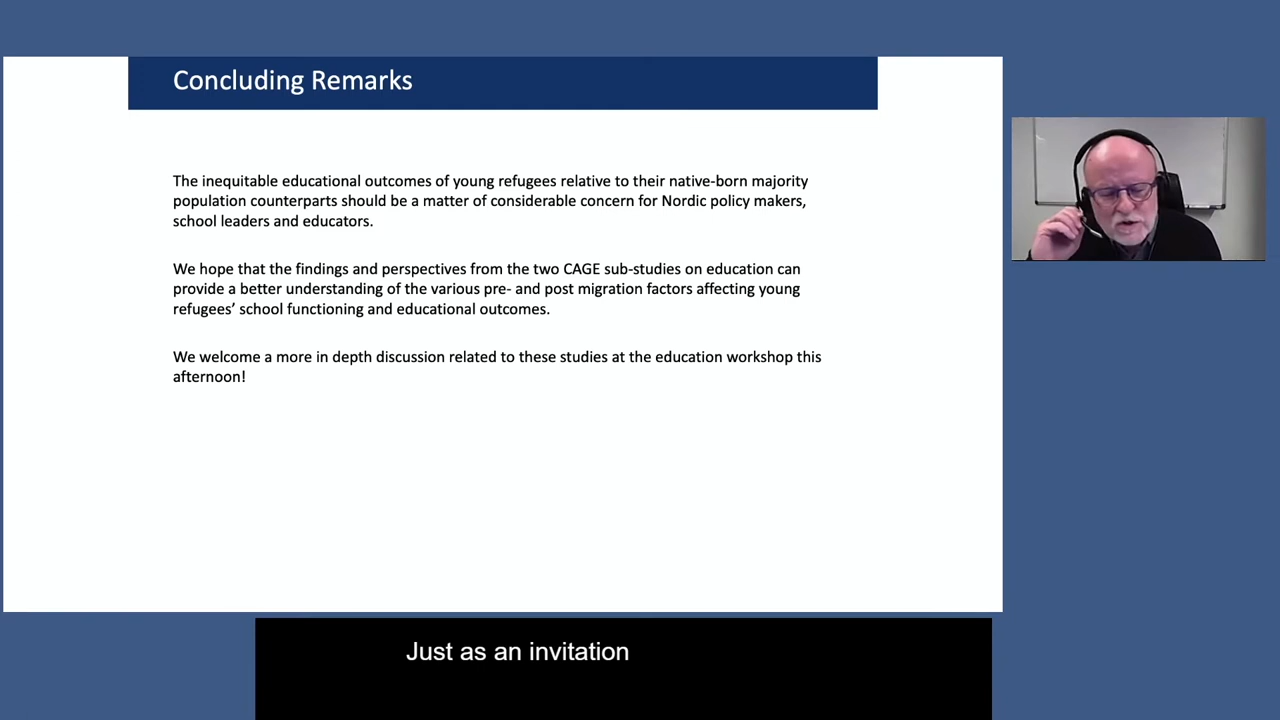 Concluding Remarks
The inequitable educational outcomes of young refugees relative to their native-born majority
population counterparts should be a matter of considerable concern for Nordic policy makers,
school leaders and educators.
We hope that the findings and perspectives from the two CAGE sub-studies on education can
provide a better understanding of the various pre- and post migration factors affecting young
refugees’ school functioning and educational outcomes.
We welcome a more in depth discussion related to these studies at the education workshop this
afternoon!
Just as an invitation